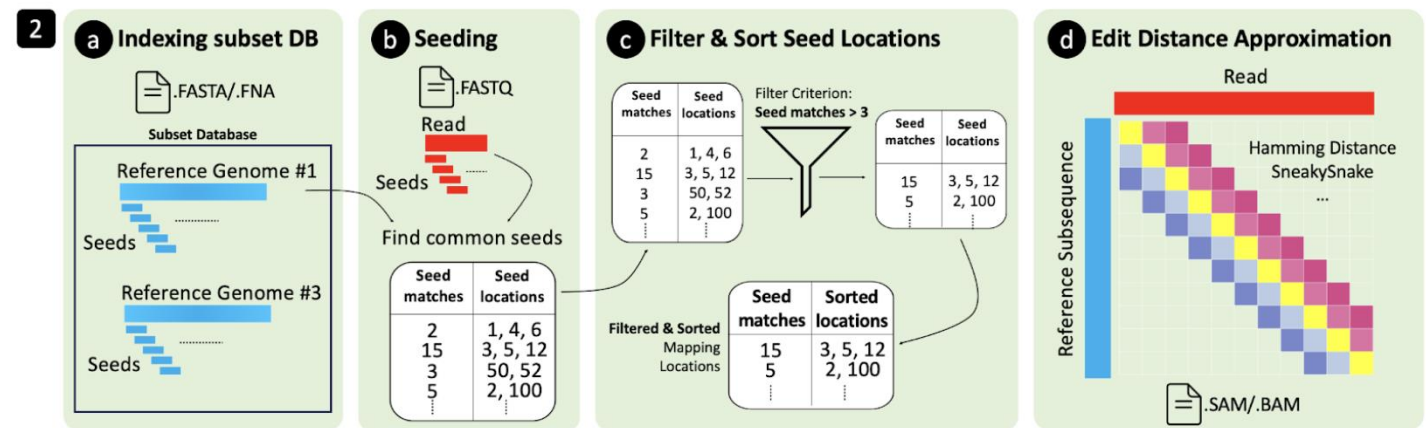 2
a Indexing subset DB
.FASTA/.FNA
Subset Database
Reference Genome #1
Seeds
Reference Genome #3
Seeds
b Seeding
.FASTQ
Read
Seeds
Find common seeds
Seed matches Seed locations
2 1, 4, 6
15 3, 5, 12
3 50, 52
5 2, 100
c Filter & Sort Seed Locations
Seed matches Seed locations
2 1, 4, 6
15 3, 5, 12
3 50, 52
5 2, 100
Filter Criterion:
Seed matches > 3
Seed matches Seed locations
15 3, 5, 12
5 2, 100
Filtered & Sorted
Mapping
Locations
Seed matches Sorted locations
15 3, 5, 12
5 2, 100
d Edit Distance Approximation
Read
Reference Subsequence
Hamming Distance
SneakySnake
...
.SAM/.BAM